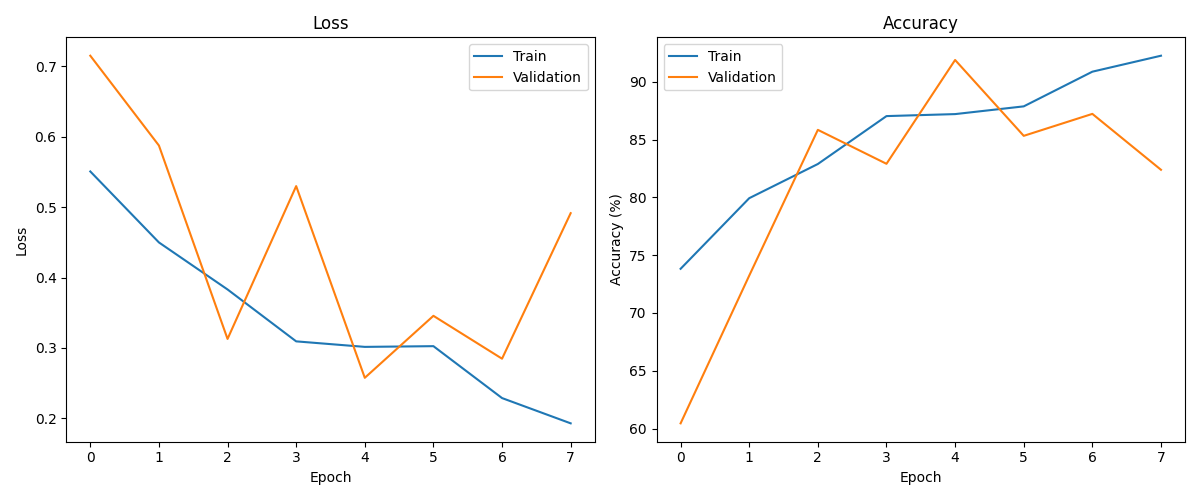 Loss
Train
Validation
0.7
0.6
0.5
0.4
0.3
0.2
Loss
0 1 2 3 4 5 6 7
Epoch
Accuracy
Train
Validation
90
85
80
75
70
65
60
Accuracy (%)
0 1 2 3 4 5 6 7
Epoch